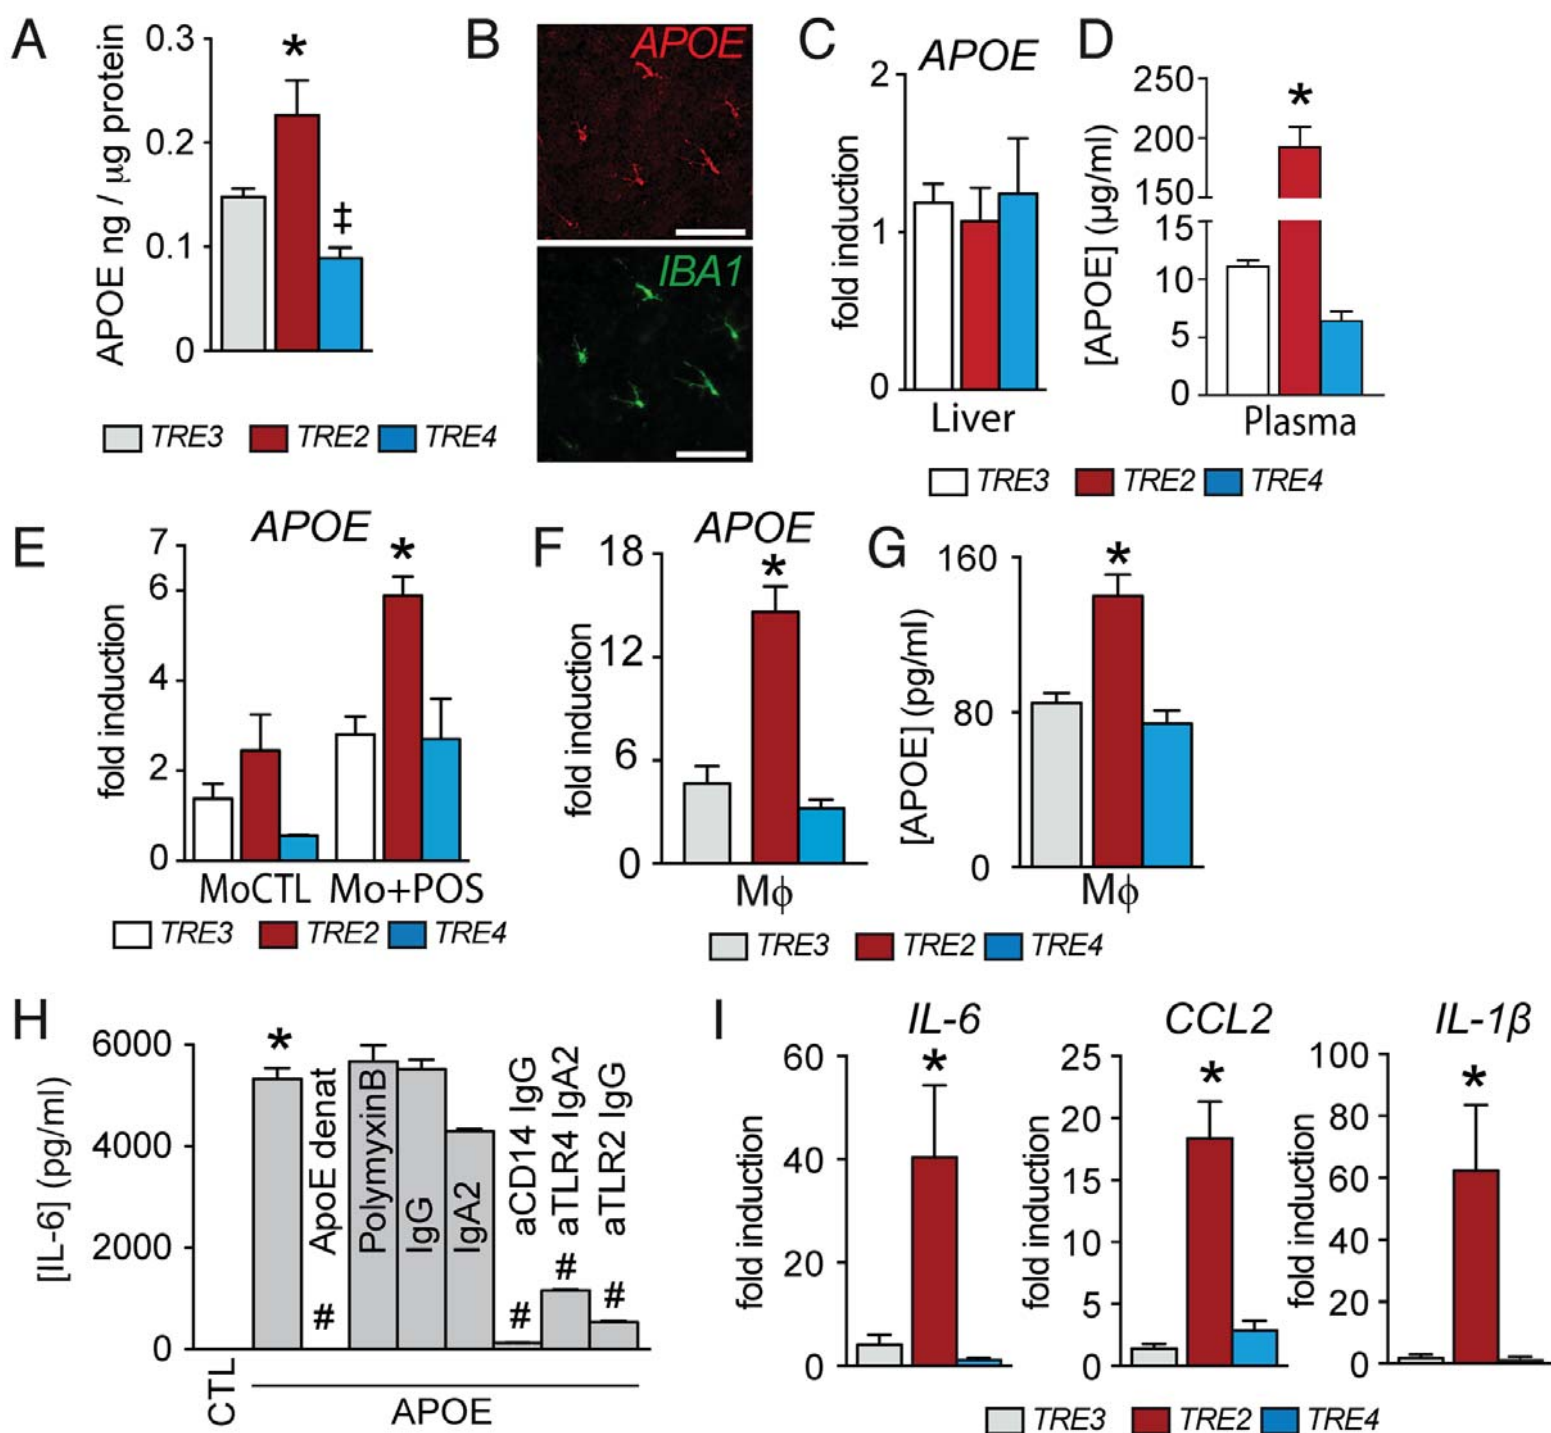 A
APOE ng / μg protein
0.3
0.2
0.1
0
*
‡
TRE3 TRE2 TRE4
B
APOE
IBA1
C
APOE
fold induction
2
1
0
Liver
D
[APOE] (μg/ml)
250
200
150
15
10
5
0
*
Plasma
TRE3 TRE2 TRE4
E
APOE
fold induction
7
6
4
2
0
*
MoCTL Mo+POS
TRE3 TRE2 TRE4
F
APOE
fold induction
18
12
6
0
*
Mϕ
G
[APOE] (pg/ml)
160
80
0
*
Mϕ
TRE3 TRE2 TRE4
H
[IL-6] (pg/ml)
6000
4000
2000
0
*
ApoE denat
#
PolymyxinB
IgG
IgA2
aCD14 IgG
#
aTLR4 IgA2
#
aTLR2 IgG
#
CTL
APOE
I
IL-6
fold induction
60
40
20
0
*
CCL2
fold induction
25
20
15
10
5
0
*
IL-1β
fold induction
100
80
60
40
20
0
*
TRE3 TRE2 TRE4